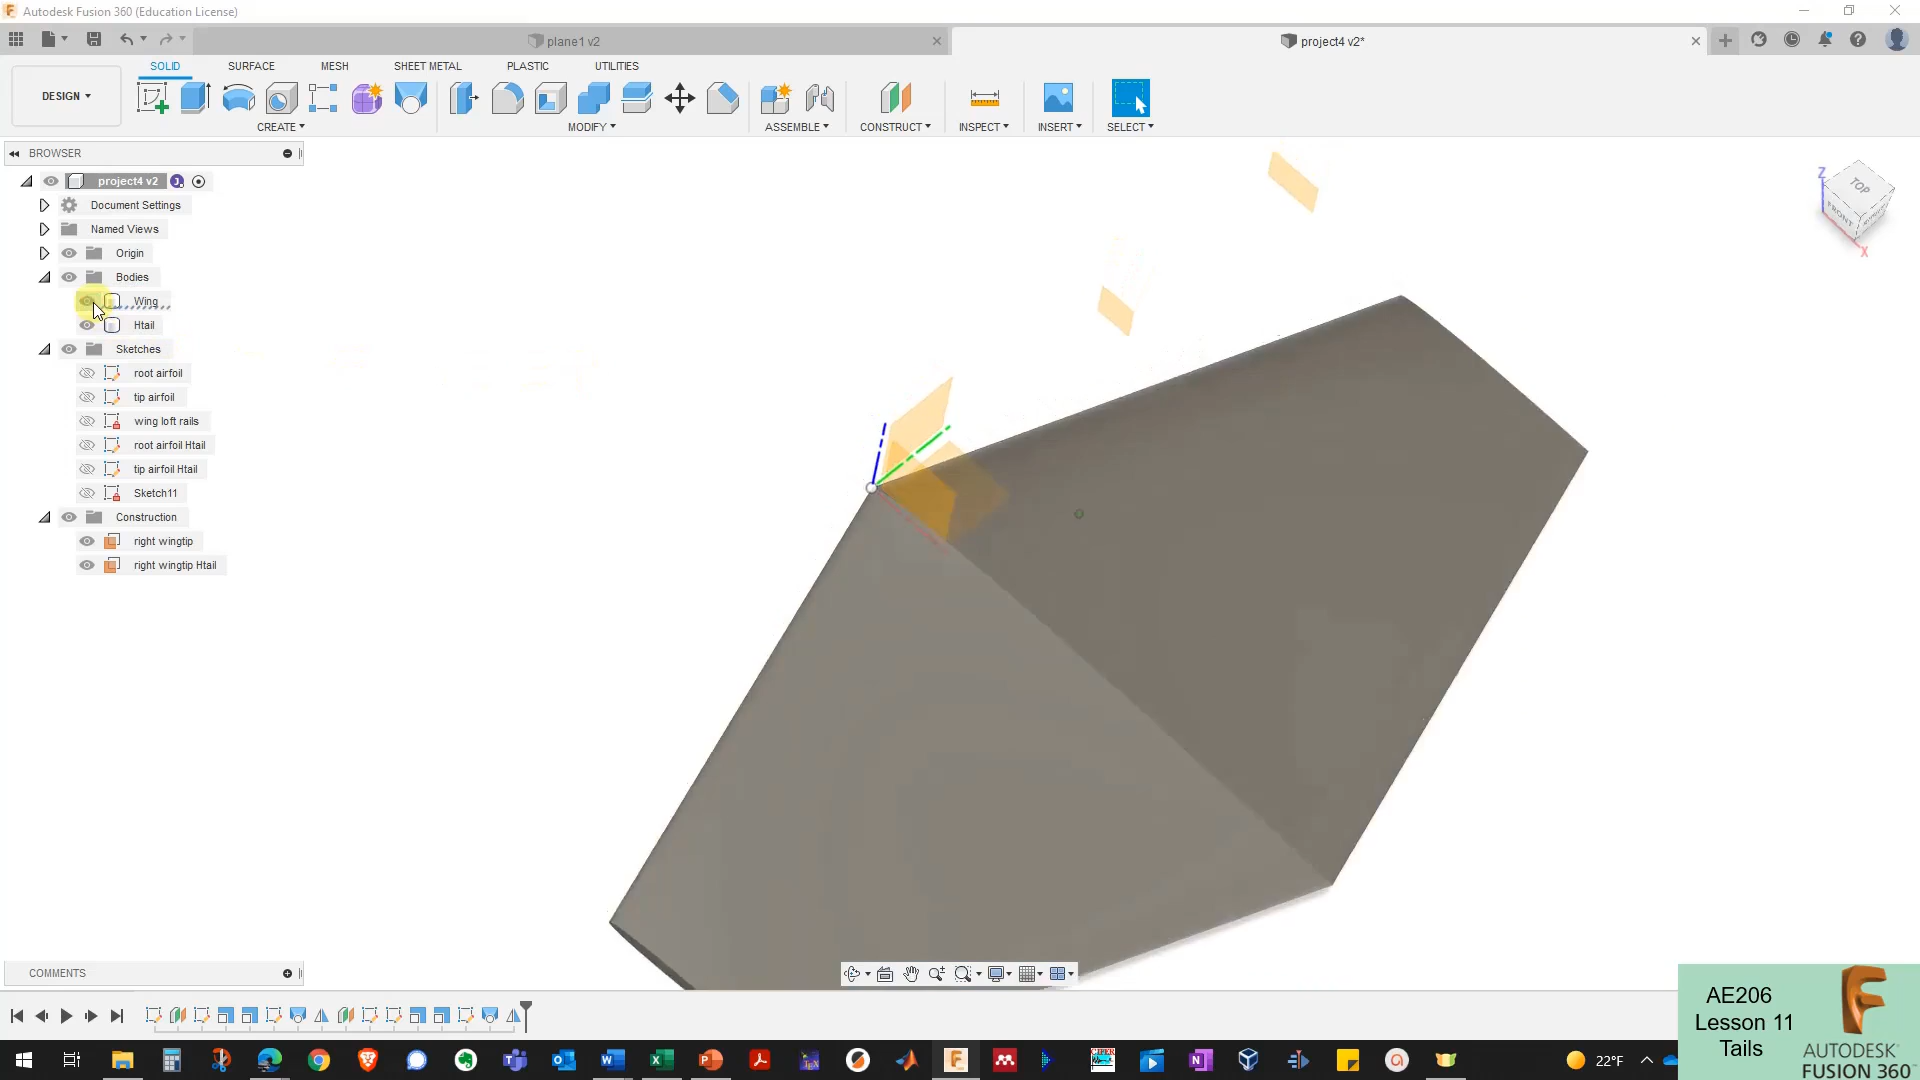 Autodesk Fusion 360 (Education License)
plane1 v2
project4 v2*
DESIGN
SOLID
SURFACE
MESH
SHEET METAL
PLASTIC
UTILITIES
CREATE
MODIFY
ASSEMBLE
CONSTRUCT
INSPECT
INSERT
SELECT
BROWSER
project4 v2
Document Settings
Named Views
Origin
Bodies
Wing
Htail
Sketches
root airfoil
tip airfoil
wing loft rails
root airfoil Htail
tip airfoil Htail
Sketch11
Construction
right wingtip
right wingtip Htail
Z
TOP
FRONT
X
COMMENTS
AE206
Lesson 11
Tails
AUTODESK
FUSION 360
22°F